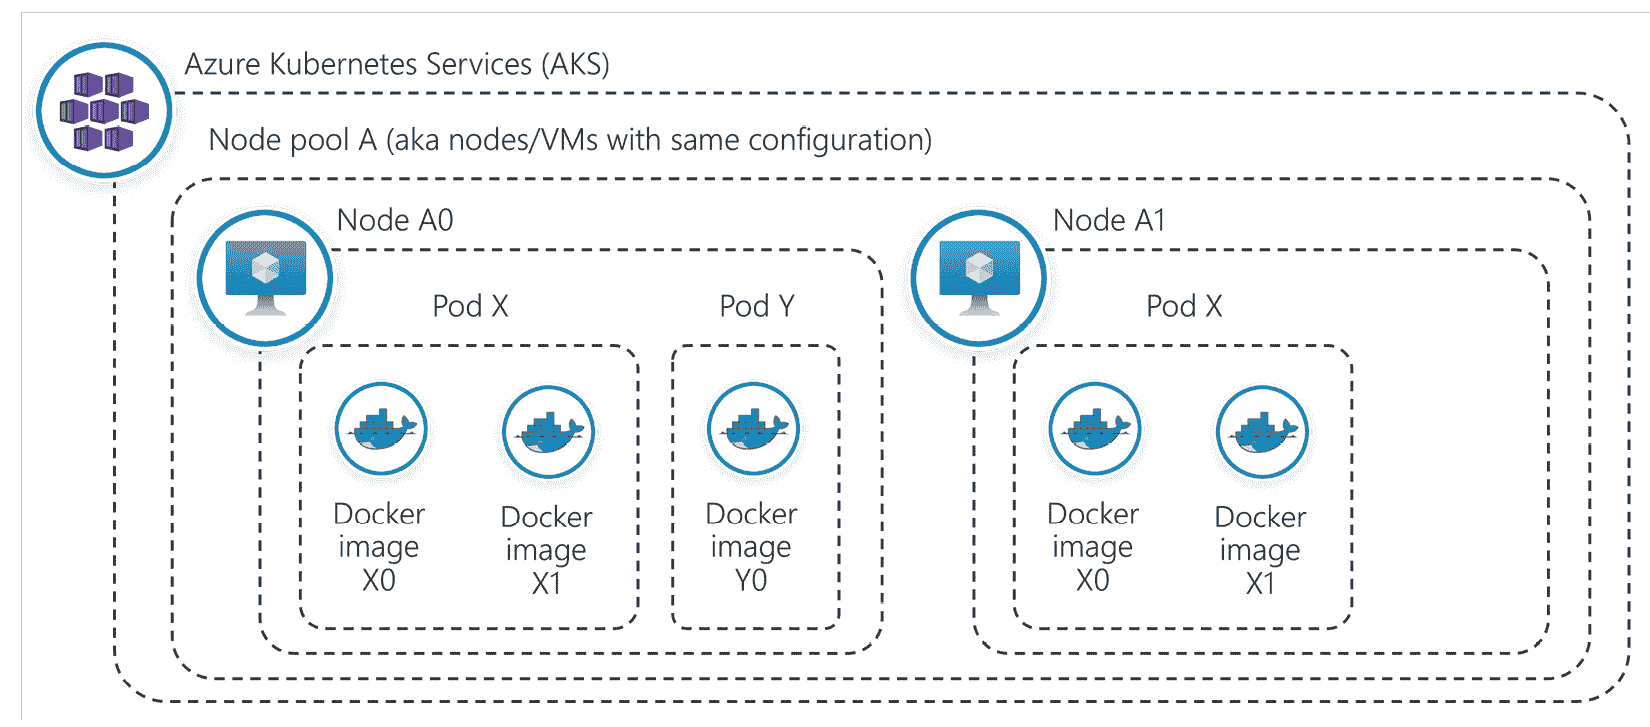 Azure Kubernetes Services (AKS)
Node pool A (aka nodes/VMs with same configuration)
Node A0
Node A1
Pod X
Pod Y
Pod X
Docker
image
X0
Docker
image
X1
Docker
image
Y0
Docker
image
X0
Docker
image
X1